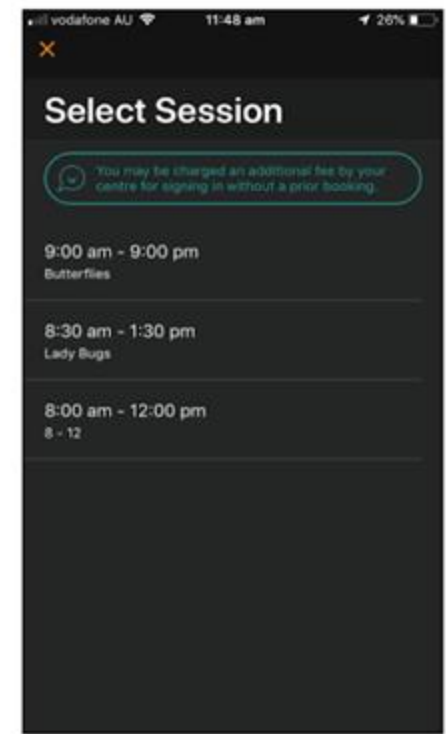 vodafone AU 11:48 am 26%
Select Session
You may be charged an additional fee by your
centre for signing in without a prior booking.
9:00 am - 9:00 pm
Butterflies
8:30 am - 1:30 pm
Lady Bugs
8:00 am - 12:00 pm
8 - 12